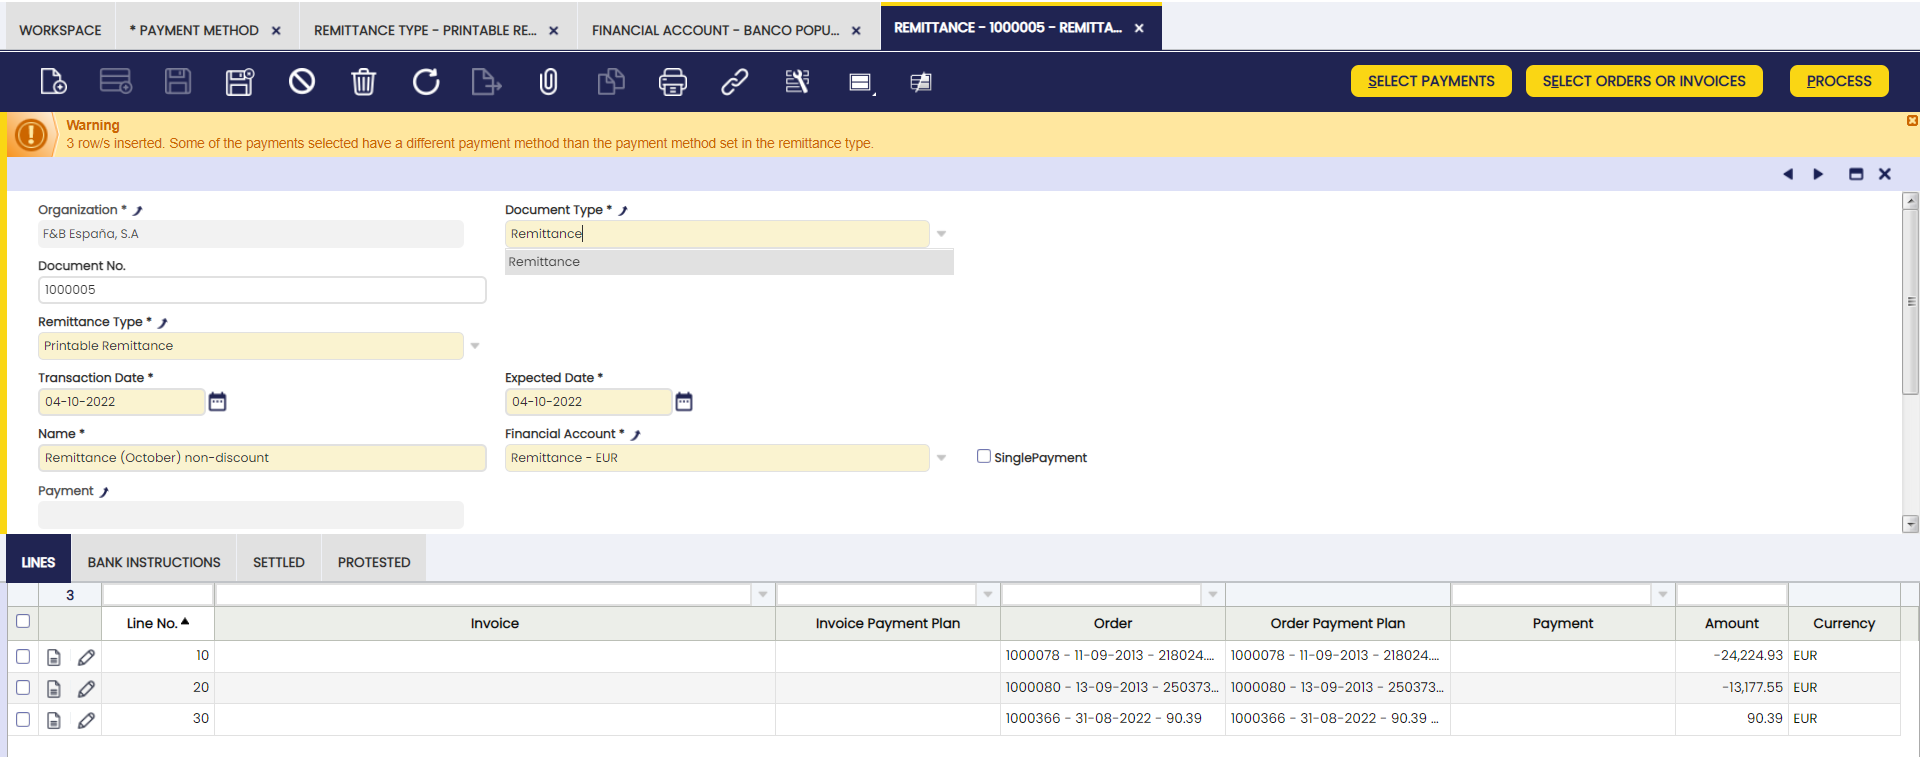 WORKSPACE
* PAYMENT METHOD
REMITTANCE TYPE - PRINTABLE RE...
FINANCIAL ACCOUNT - BANCO POPU...
REMITTANCE - 1000005 - REMITTA...
SELECT PAYMENTS
SELECT ORDERS OR INVOICES
PROCESS
Warning
3 row/s inserted. Some of the payments selected have a different payment method than the payment method set in the remittance type.
Organization *
F&B España, S.A
Document Type *
Remittance
Remittance
Document No.
1000005
Remittance Type *
Printable Remittance
Transaction Date *
04-10-2022
Expected Date *
04-10-2022
Name *
Remittance (October) non-discount
Financial Account *
Remittance - EUR
SinglePayment
Payment
LINES
BANK INSTRUCTIONS
SETTLED
PROTESTED
3
Line No. Invoice Invoice Payment Plan Order Order Payment Plan Payment Amount Currency
10 1000078 - 11-09-2013 - 218024.... 1000078 - 11-09-2013 - 218024.... -24,224.93 EUR
20 1000080 - 13-09-2013 - 250373... 1000080 - 13-09-2013 - 250373... -13,177.55 EUR
30 1000366 - 31-08-2022 - 90.39 1000366 - 31-08-2022 - 90.39 ... 90.39 EUR